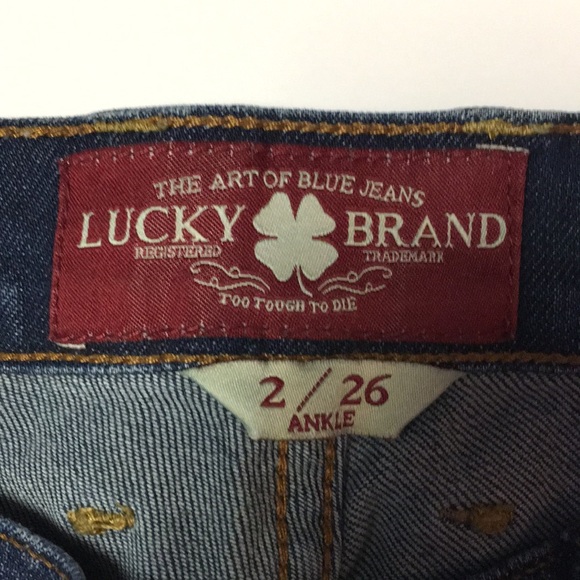 THE ART OF BLUE JEANS
LUCKY BRAND
REGISTERED TRADEMARK
TOO TOUGH TO DIE
2 / 26
ANKLE